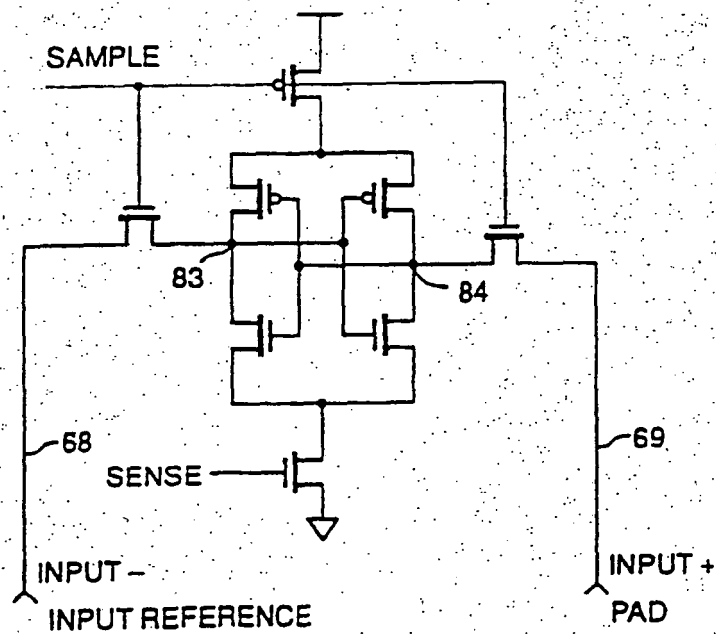 SAMPLE
83
84
68
69
SENSE
INPUT –
INPUT REFERENCE
INPUT +
PAD